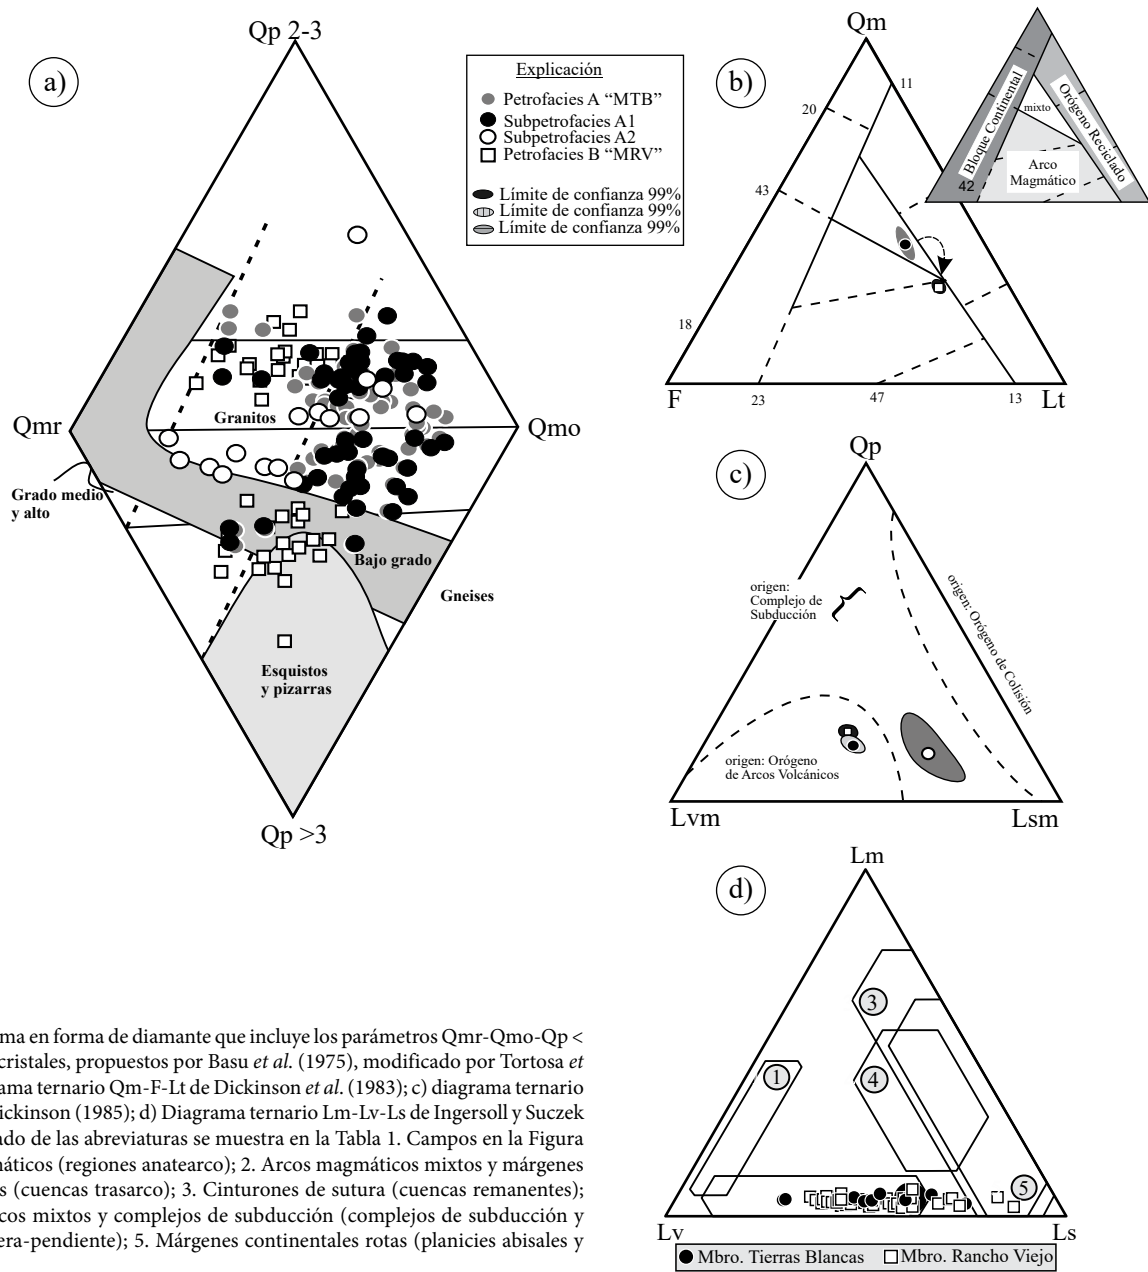 a)
Qp 2-3
Qmr
Qmo
Qp >3
Granitos
Grado medio
y alto
Bajo grado
Gneises
Esquistos
y pizarras
Explicación
Petrofacies A “MTB”
Subpetrofacies A1
Subpetrofacies A2
Petrofacies B “MRV”
Límite de confianza 99%
Límite de confianza 99%
Límite de confianza 99%
b)
Qm
11
20
43
18
F
23
47
13
Lt
Bloque Continental
mixto
Orógeno Reciclado
Arco
Magmático
42
c)
Qp
origen:
Complejo de
Subducción
origen: Orógeno de Colisión
origen: Orógeno
de Arcos Volcánicos
Lvm
Lsm
d)
Lm
3
1
4
5
Lv
Ls
Mbro. Tierras Blancas
Mbro. Rancho Viejo
ma en forma de diamante que incluye los parámetros Qmr-Qmo-Qp <
cristales, propuestos por Basu et al. (1975), modificado por Tortosa et
ama ternario Qm-F-Lt de Dickinson et al. (1983); c) diagrama ternario
ickinson (1985); d) Diagrama ternario Lm-Lv-Ls de Ingersoll y Suczek
ado de las abreviaturas se muestra en la Tabla 1. Campos en la Figura
náticos (regiones anatearco); 2. Arcos magmáticos mixtos y márgenes
s (cuencas trasarco); 3. Cinturones de sutura (cuencas remanentes);
cos mixtos y complejos de subducción (complejos de subducción y
era-pendiente); 5. Márgenes continentales rotas (planicies abisales y